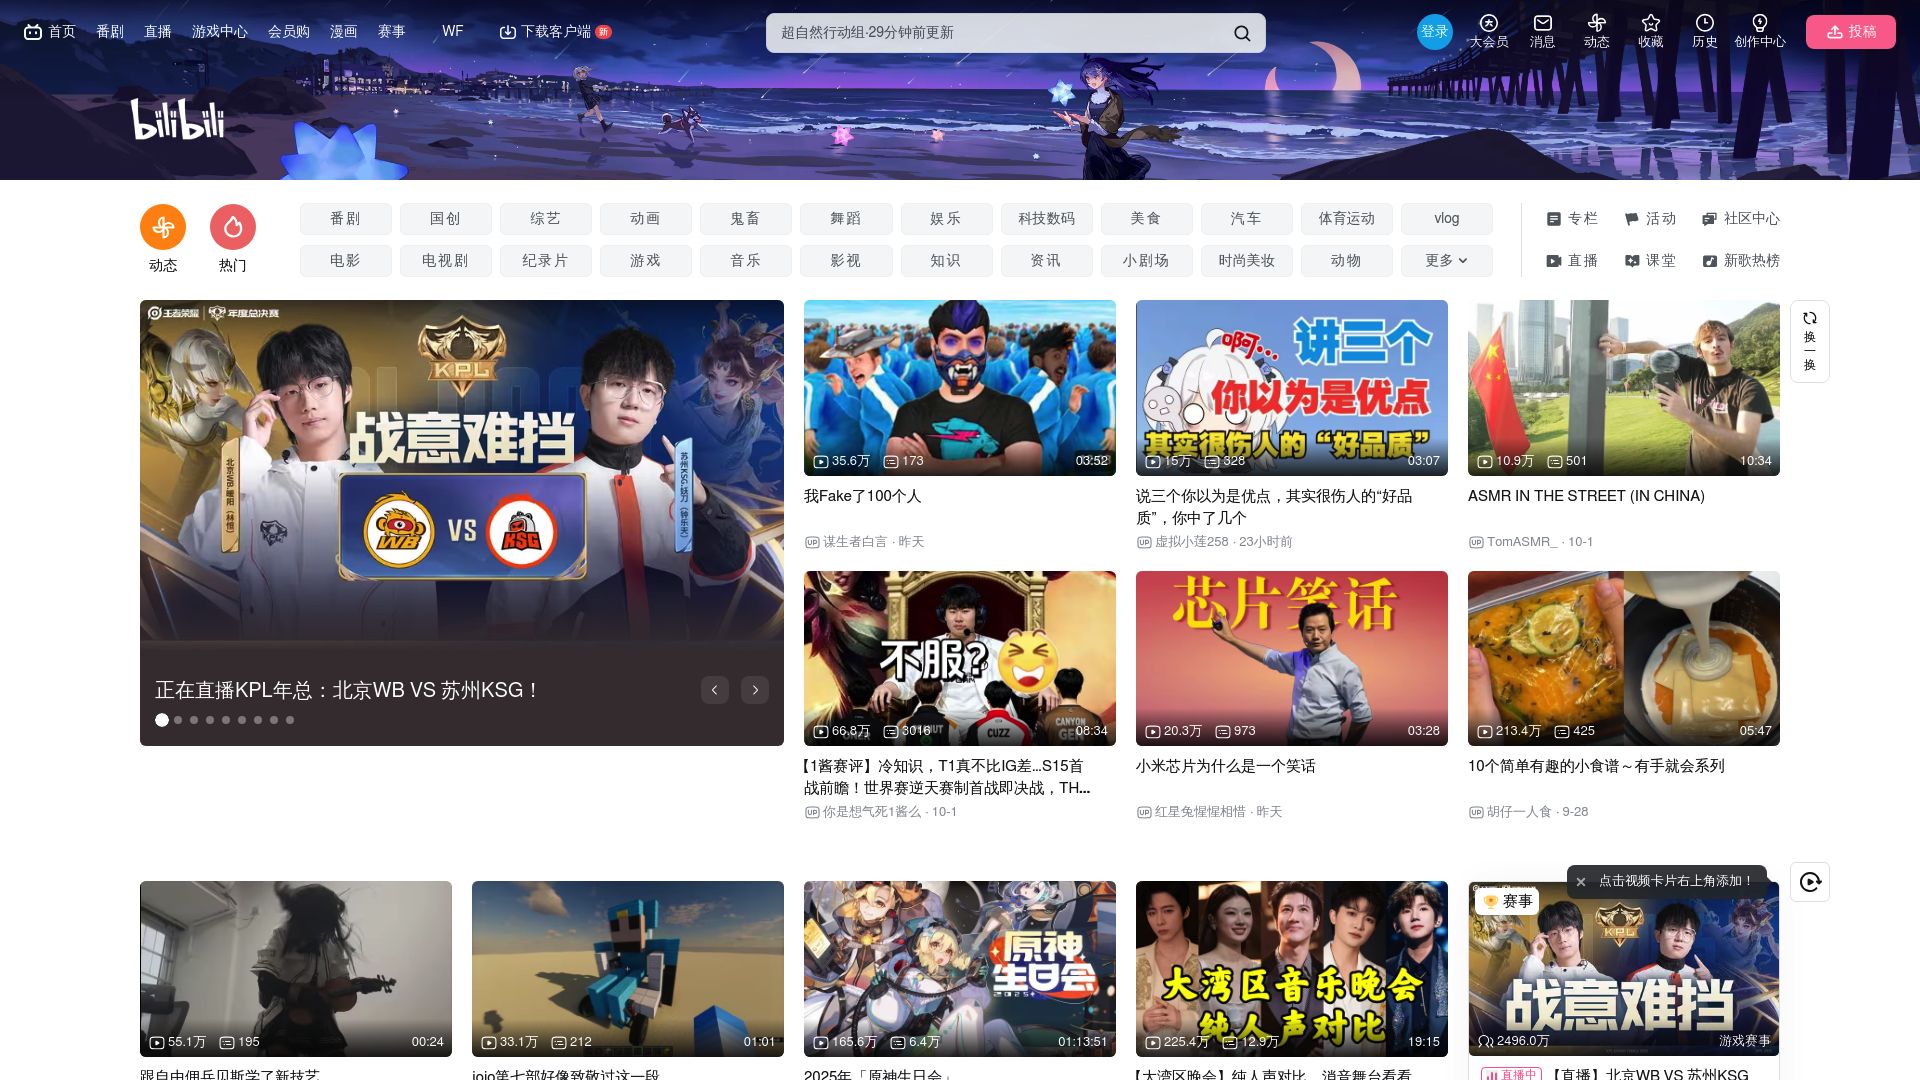 首页
番剧
直播
游戏中心
会员购
漫画
赛事
WF
下载客户端
新
超自然行动组·29分钟前更新
登录
大会员
消息
动态
收藏
历史
创作中心
投稿
bilibili
动态
热门
番剧
国创
综艺
动画
鬼畜
舞蹈
娱乐
科技数码
美食
汽车
体育运动
vlog
电影
电视剧
纪录片
游戏
音乐
影视
知识
资讯
小剧场
时尚美妆
动物
更多
专栏
活动
社区中心
直播
课堂
新歌热榜
王者荣耀
年度总决赛
KPL
战意难挡
北京WB.暖阳
苏州KSG.妖刀
WB VS KSG
正在直播KPL年总：北京WB VS 苏州KSG！
35.6万 173 03:52
我Fake了100个人
谋生者白言 · 昨天
啊…
讲三个
你以为是优点
其实很伤人的“好品质”
15万 328 03:07
说三个你以为是优点，其实很伤人的“好品
质”，你中了几个
虚拟小莲258 · 23小时前
10.9万 501 10:34
ASMR IN THE STREET (IN CHINA)
TomASMR_ · 10-1
换一换
不服?
CUZZ
CANYON
GEN
66.8万 3016 08:34
【1酱赛评】冷知识，T1真不比IG差...S15首
战前瞻！世界赛逆天赛制首战即决战，TH...
你是想气死1酱么 · 10-1
芯片笑话
20.3万 973 03:28
小米芯片为什么是一个笑话
红星兔惺惺相惜 · 昨天
213.4万 425 05:47
10个简单有趣的小食谱～有手就会系列
胡仔一人食 · 9-28
55.1万 195 00:24
跟自由佣兵贝斯学了新技艺
33.1万 212 01:01
jojo第七部好像致敬过这一段
原神
生日会
2025
165.6万 6.4万 01:13:51
2025年「原神生日会」
大湾区音乐晚会
纯人声对比
225.4万 12.9万 19:15
【大湾区晚会】纯人声对比，消音舞台看看
点击视频卡片右上角添加！
赛事
KPL
战意难挡
2496.0万 游戏赛事
直播中 【直播】北京WB VS 苏州KSG